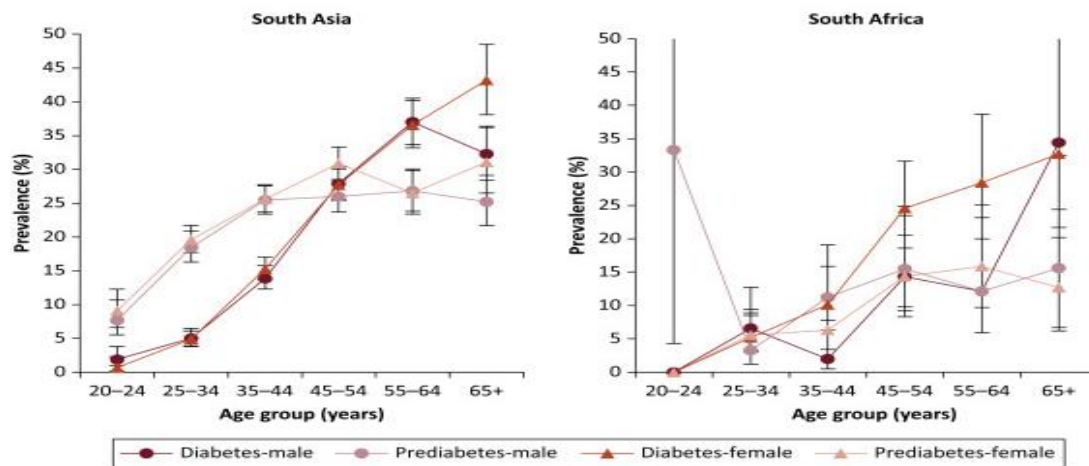 South Asia
Prevalence (%)
50
45
40
35
30
25
20
15
10
5
0
20–24 25–34 35–44 45–54 55–64 65+
Age group (years)
South Africa
Prevalence (%)
50
45
40
35
30
25
20
15
10
5
0
20–24 25–34 35–44 45–54 55–64 65+
Age group (years)
Diabetes-male Prediabetes-male Diabetes-female Prediabetes-female